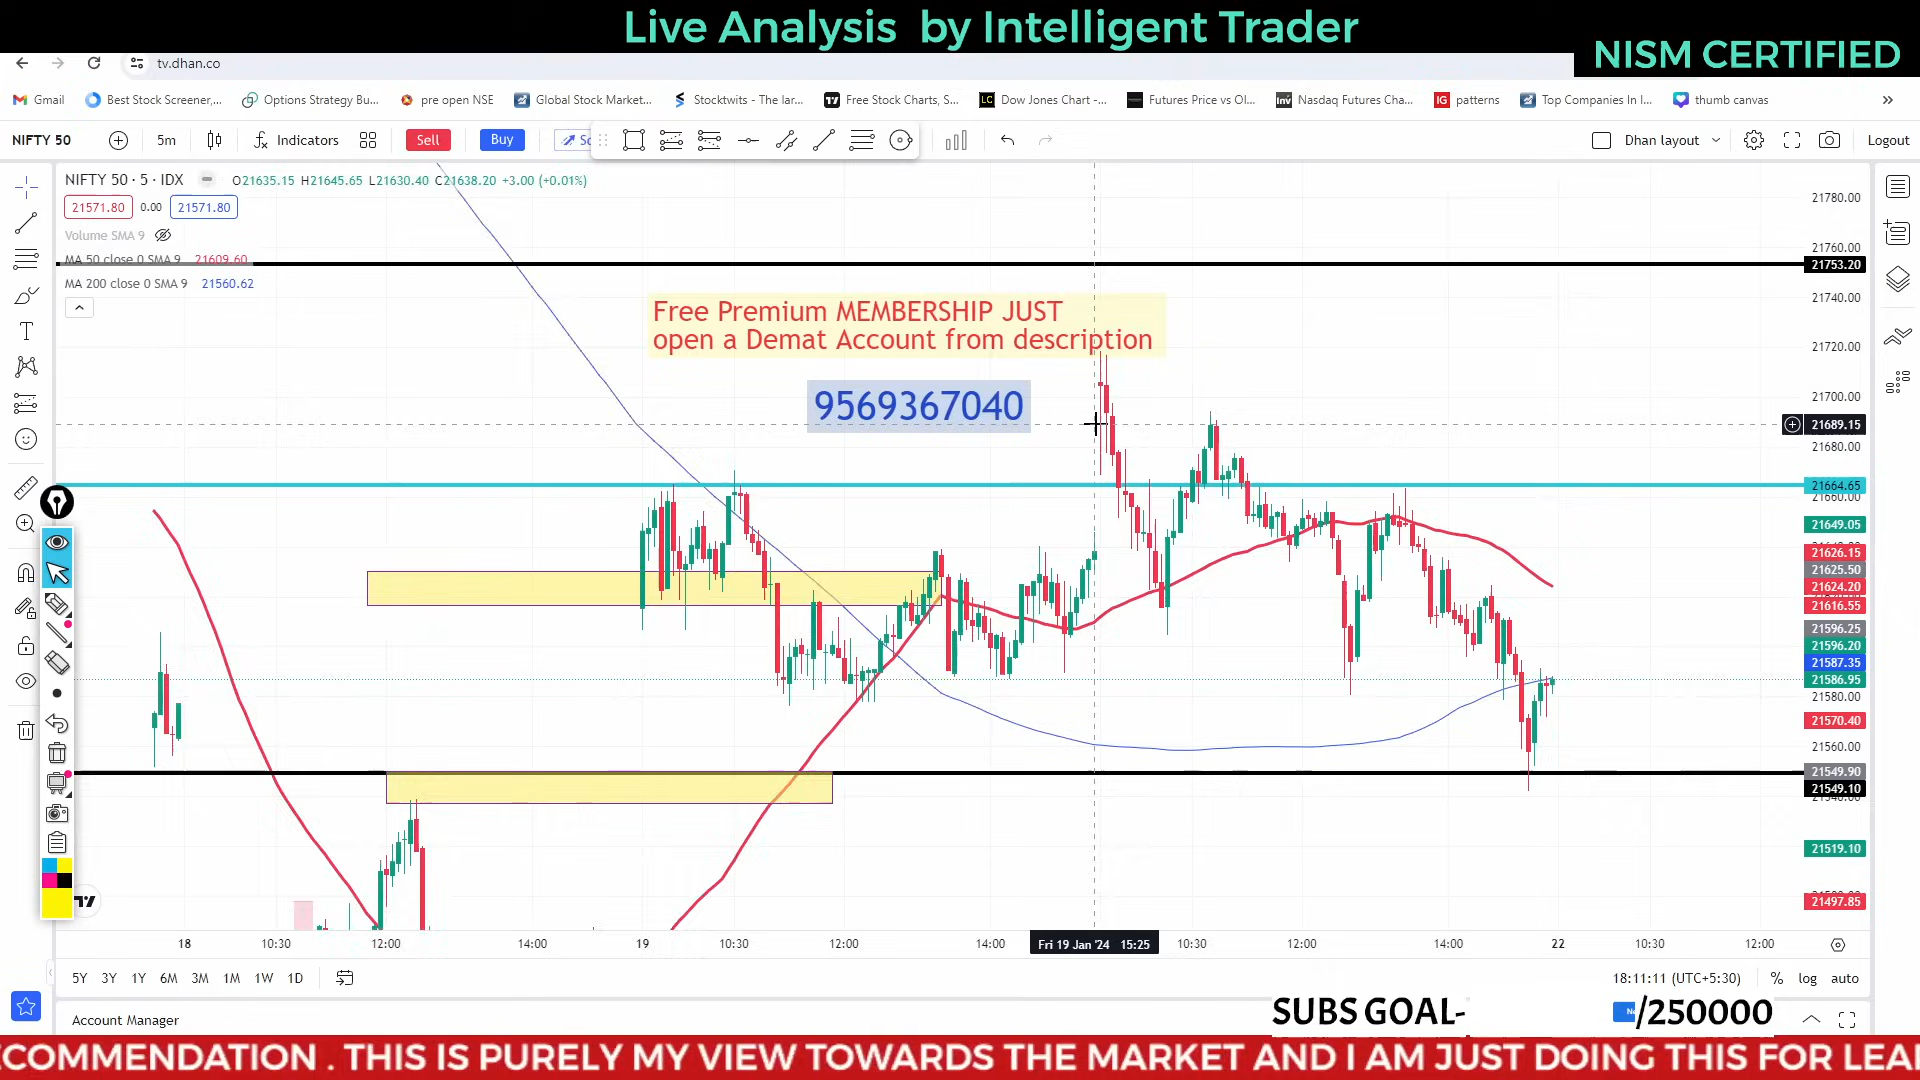 Live Analysis  by Intelligent Trader
NISM CERTIFIED
tv.dhan.co
Gmail
Best Stock Screener,...
Options Strategy Bu...
pre open NSE
Global Stock Market...
Stocktwits - The lar...
Free Stock Charts, S...
Dow Jones Chart -...
Futures Price vs OI...
Nasdaq Futures Cha...
IG patterns
Top Companies In I...
thumb canvas
NIFTY 50
5m
Indicators
Sell
Buy
Dhan layout
Logout
NIFTY 50 · 5 · IDX
O21635.15 H21645.65 L21630.40 C21638.20 +3.00 (+0.01%)
21571.80 0.00 21571.80
Volume SMA 9
MA 50 close 0 SMA 9 21609.60
MA 200 close 0 SMA 9 21560.62
Free Premium MEMBERSHIP JUST
open a Demat Account from description
9569367040
21780.00
21760.00
21753.20
21740.00
21720.00
21700.00
21689.15
21680.00
21664.65
21660.00
21649.05
21626.15
21625.50
21624.20
21616.55
21596.25
21596.20
21587.35
21586.95
21580.00
21570.40
21560.00
21549.90
21549.10
21519.10
21497.85
18 10:30 12:00 14:00 19 10:30 12:00 14:00 Fri 19 Jan '24 15:25 10:30 12:00 14:00 22 10:30 12:00
5Y 3Y 1Y 6M 3M 1M 1W 1D
18:11:11 (UTC+5:30) % log auto
Account Manager
SUBS GOAL-
/250000
ECOMMENDATION . THIS IS PURELY MY VIEW TOWARDS THE MARKET AND I AM JUST DOING THIS FOR LEA